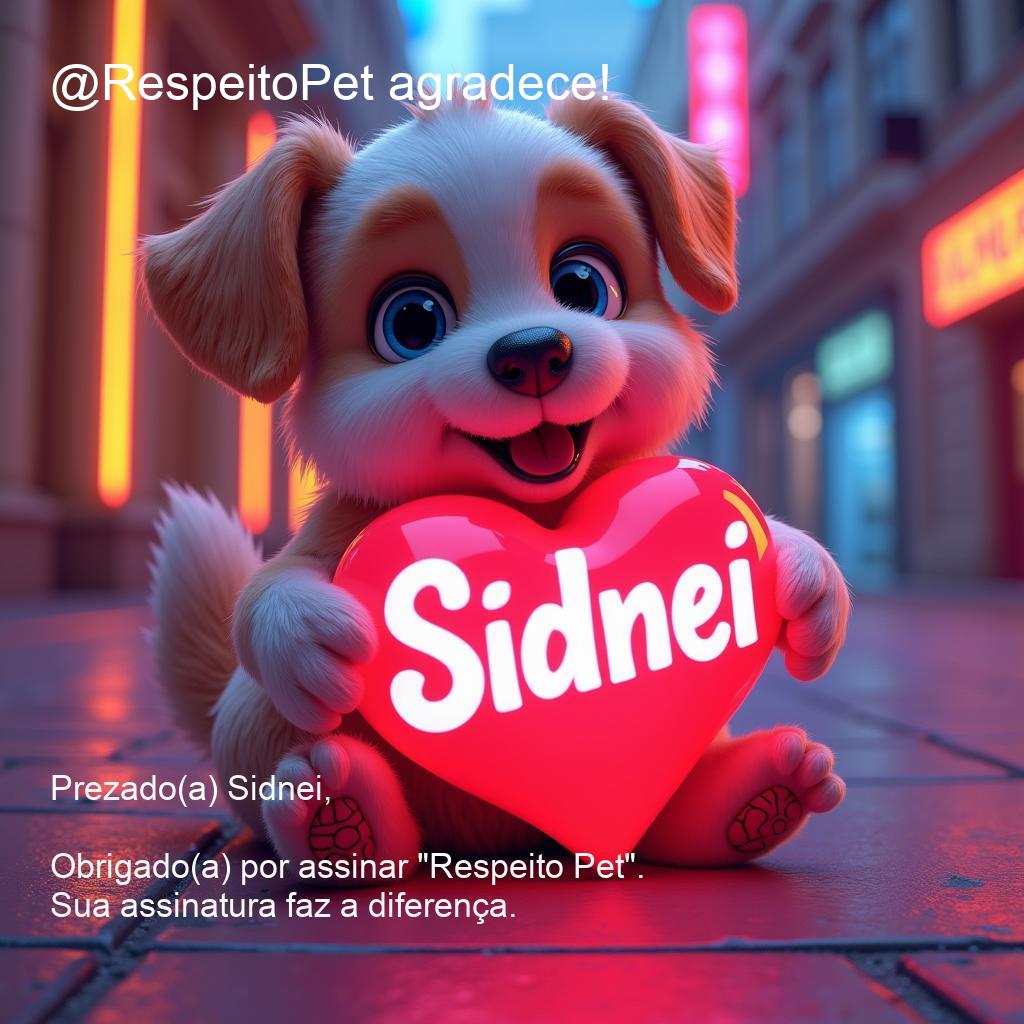 @RespeitoPet agradece!
Sidnei
Prezado(a) Sidnei,
Obrigado(a) por assinar "Respeito Pet".
Sua assinatura faz a diferença.